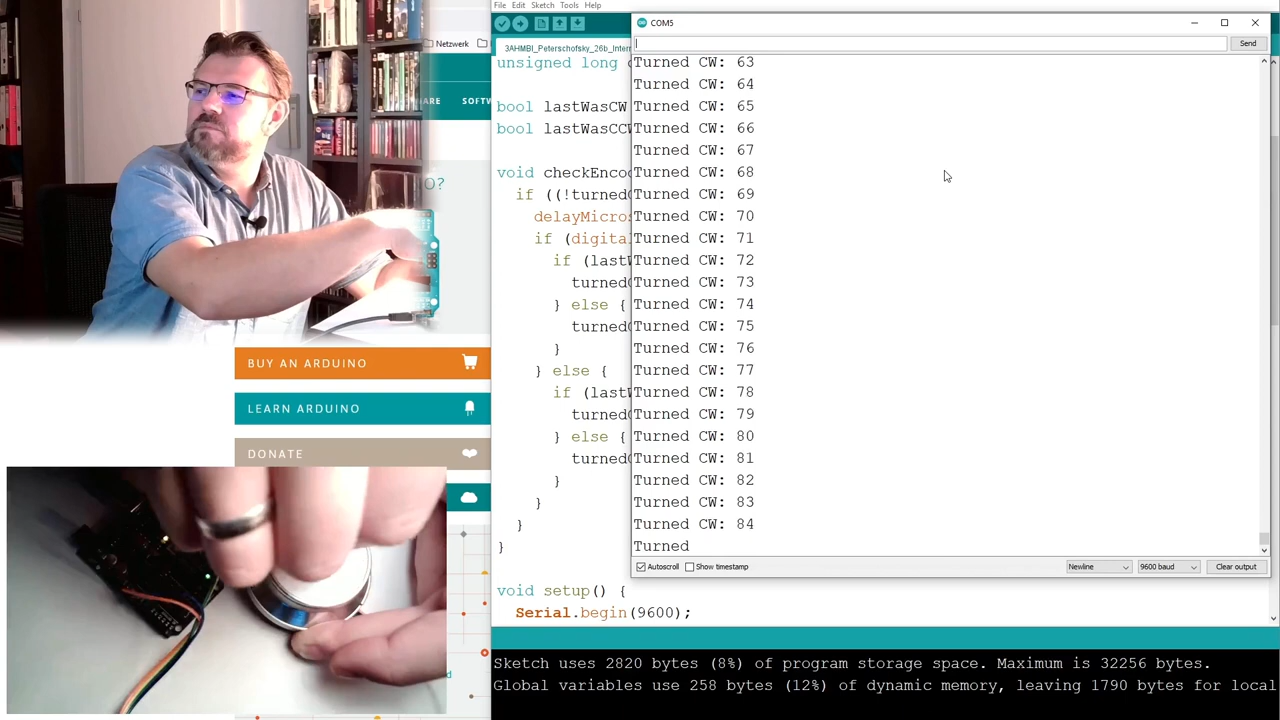 File Edit Sketch Tools Help
COM5
Netzwerk
Send
3AHMBI_Peterschofsky_26b_Inter
unsigned long
Turned CW: 63
Turned CW: 64
bool lastWasCW
Turned CW: 65
bool lastWasCCW
Turned CW: 66
Turned CW: 67
void checkEncod
Turned CW: 68
if ((!turned
Turned CW: 69
delayMicros
Turned CW: 70
if (digita
Turned CW: 71
if (last
Turned CW: 72
turned
Turned CW: 73
} else {
Turned CW: 74
turned
Turned CW: 75
}
Turned CW: 76
} else {
Turned CW: 77
if (last
Turned CW: 78
turned
Turned CW: 79
} else {
Turned CW: 80
turned
Turned CW: 81
}
Turned CW: 82
}
Turned CW: 83
}
Turned CW: 84
}
Turned
Autoscroll Show timestamp Newline 9600 baud Clear output
void setup() {
Serial.begin(9600);
Sketch uses 2820 bytes (8%) of program storage space. Maximum is 32256 bytes.
Global variables use 258 bytes (12%) of dynamic memory, leaving 1790 bytes for local
SOFTW
O?
BUY AN ARDUINO
LEARN ARDUINO
DONATE